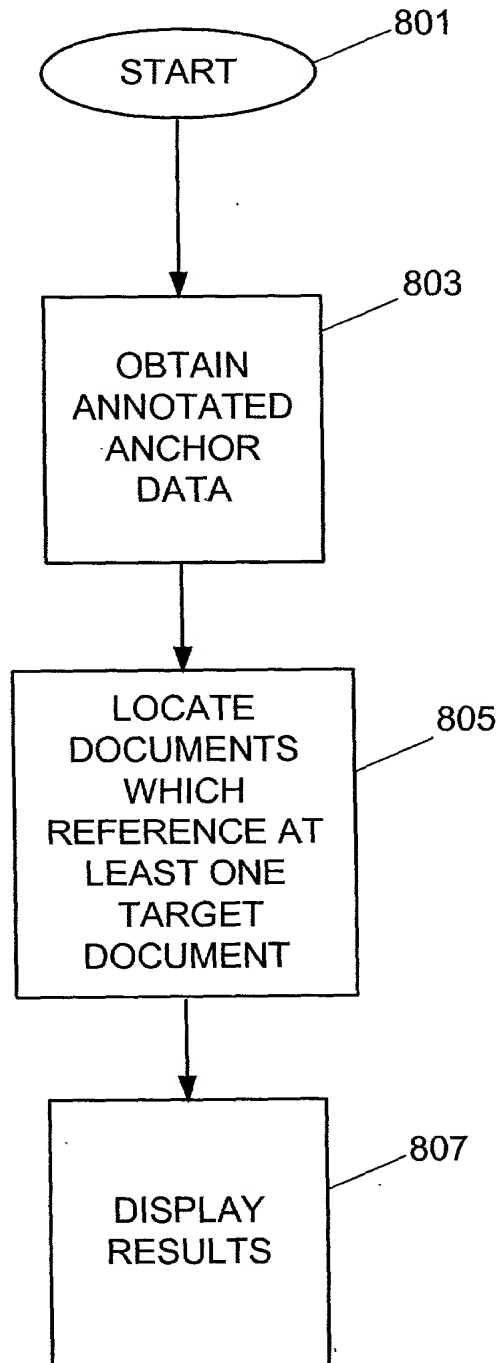 801
START
803
OBTAIN
ANNOTATED
ANCHOR
DATA
805
LOCATE
DOCUMENTS
WHICH
REFERENCE AT
LEAST ONE
TARGET
DOCUMENT
807
DISPLAY
RESULTS